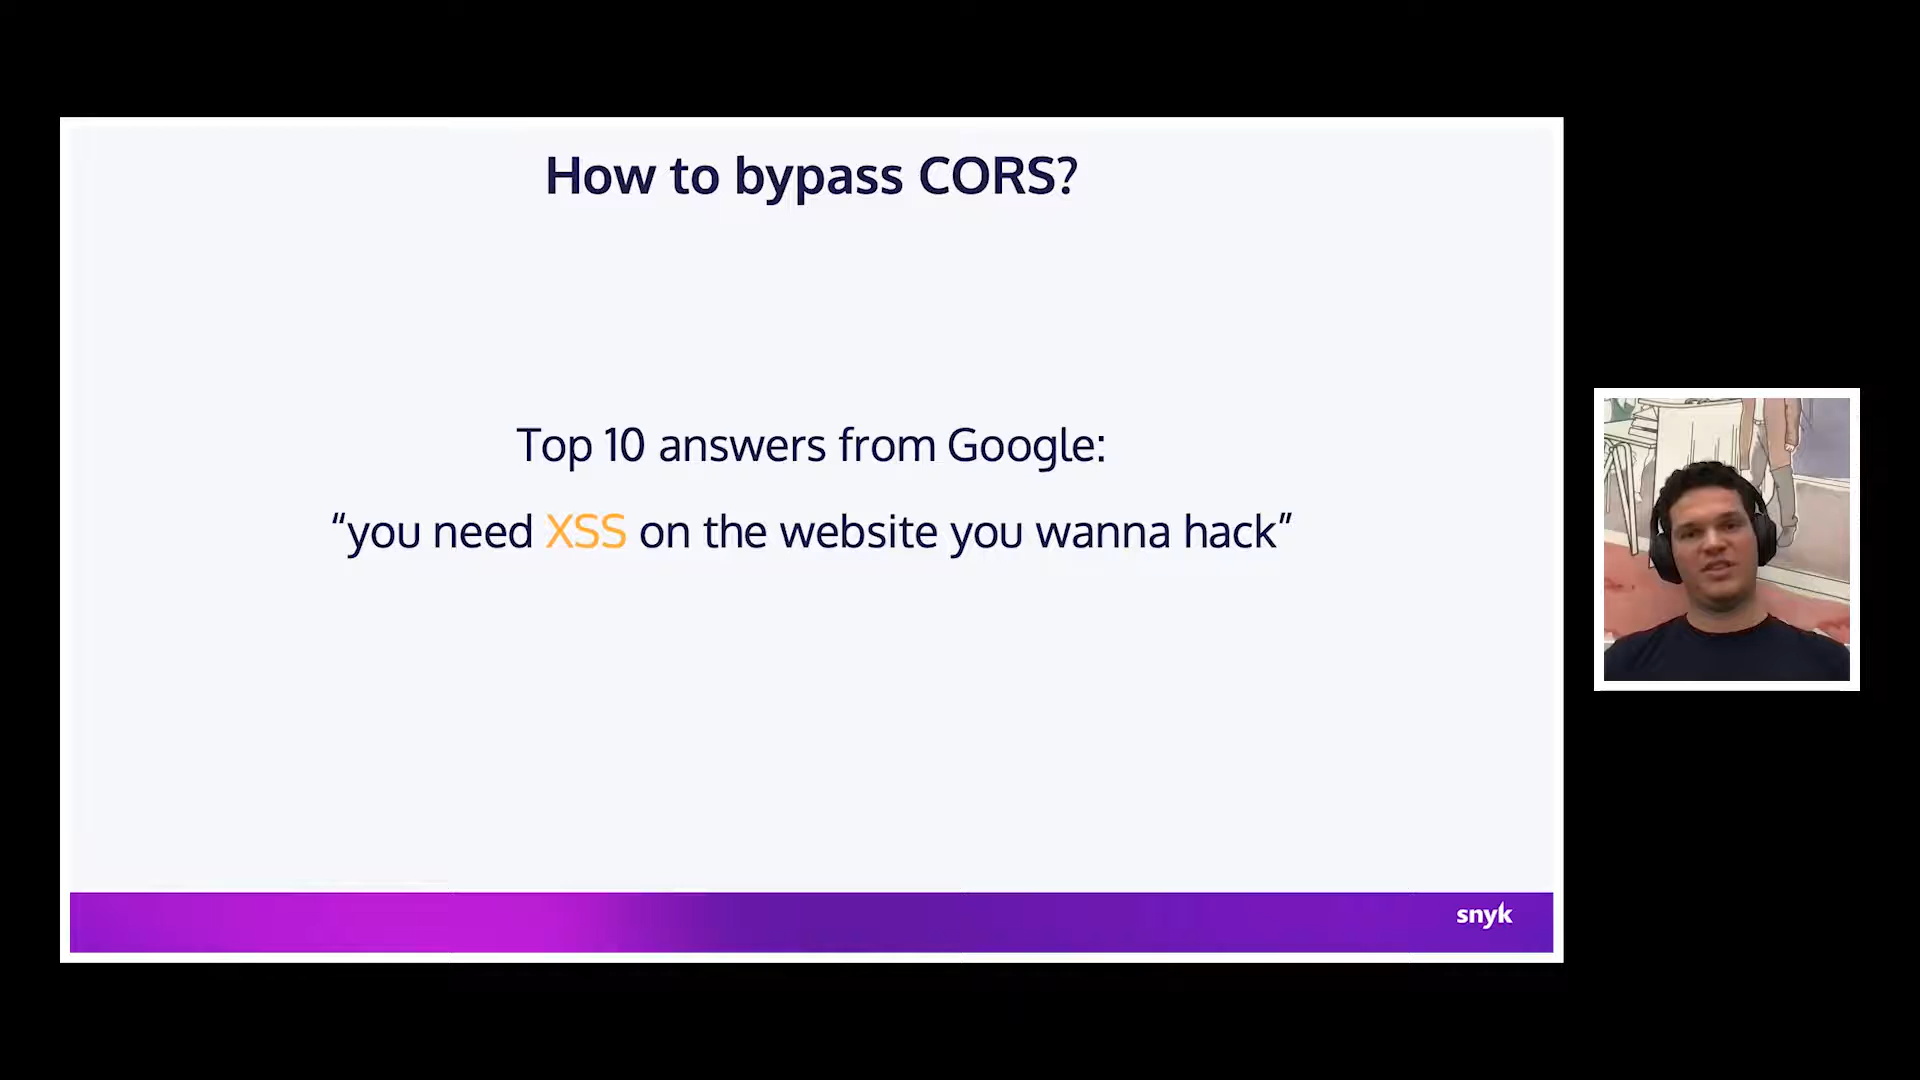 How to bypass CORS?
Top 10 answers from Google:
“you need XSS on the website you wanna hack”
snyk